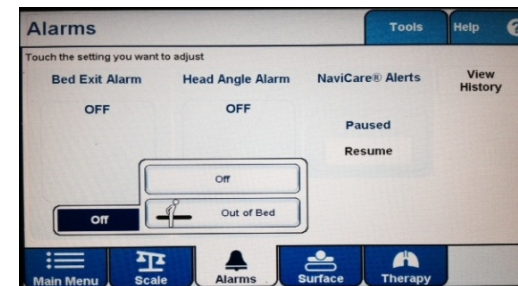 Alarms
Tools
Help
?
Touch the setting you want to adjust
Bed Exit Alarm
Head Angle Alarm
NaviCare® Alerts
View
History
OFF
OFF
Paused
Resume
Off
Off
Out of Bed
Main Menu
Scale
Alarms
Surface
Therapy